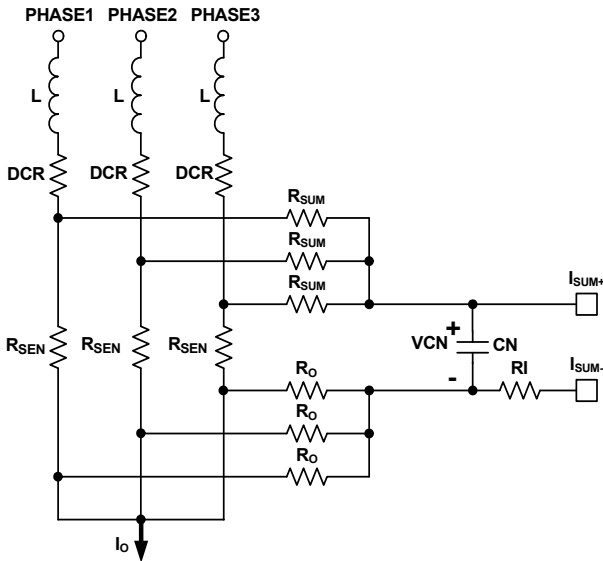 PHASE1 PHASE2 PHASE3
L L L
DCR DCR DCR
RSUM
RSUM
RSUM
ISUM+
RSEN RSEN RSEN
+
VCN CN
-
RO
RI
ISUM-
RO
RO
IO